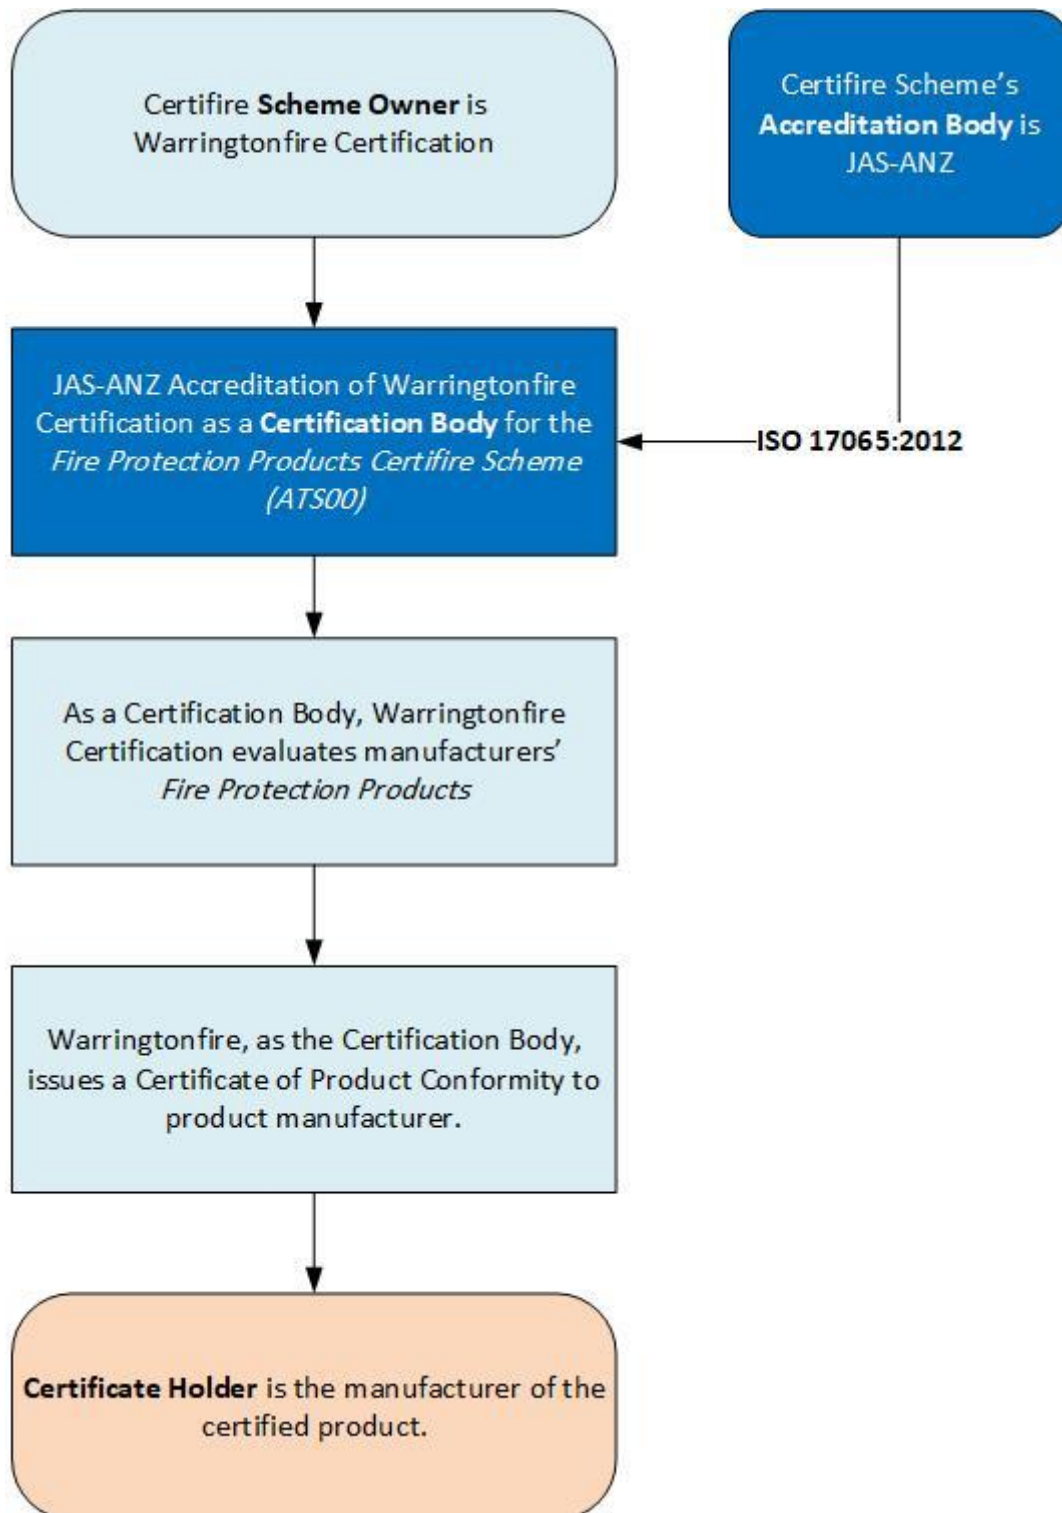 Certifire Scheme Owner is
Warringtonfire Certification
Certifire Scheme’s
Accreditation Body is
JAS-ANZ
JAS-ANZ Accreditation of Warringtonfire
Certification as a Certification Body for the
Fire Protection Products Certifire Scheme
(ATS00)
ISO 17065:2012
As a Certification Body, Warringtonfire
Certification evaluates manufacturers’
Fire Protection Products
Warringtonfire, as the Certification Body,
issues a Certificate of Product Conformity to
product manufacturer.
Certificate Holder is the manufacturer of the
certified product.